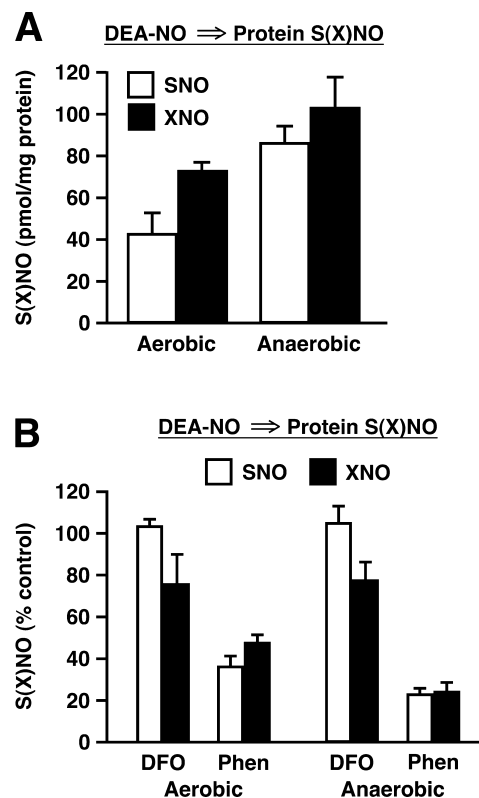 A
DEA-NO ⇒ Protein S(X)NO
S(X)NO (pmol/mg protein)
120
100
80
60
40
20
0
SNO
XNO
Aerobic Anaerobic
B
DEA-NO ⇒ Protein S(X)NO
SNO XNO
S(X)NO (% control)
120
100
80
60
40
20
0
DFO Phen DFO Phen
Aerobic Anaerobic